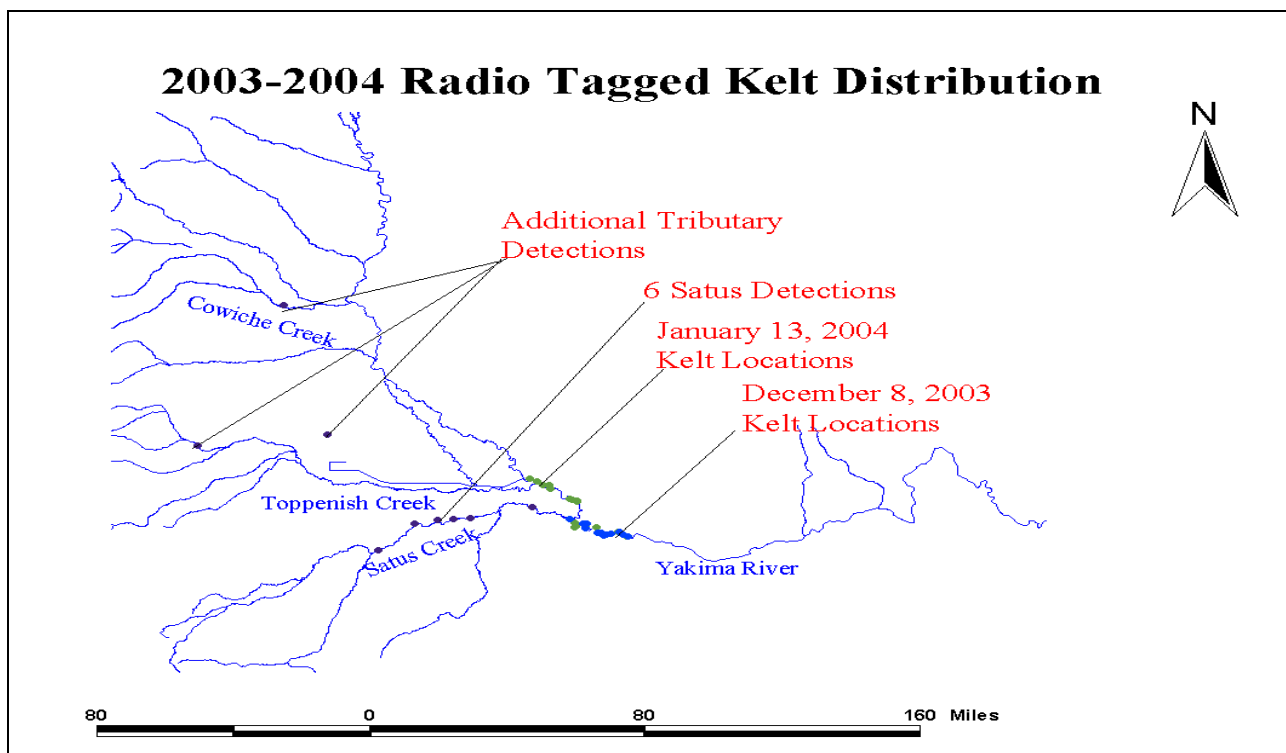 2003-2004 Radio Tagged Kelt Distribution
N
Additional Tributary
Detections
6 Satus Detections
Cowiche Creek
January 13, 2004
Kelt Locations
December 8, 2003
Kelt Locations
Toppenish Creek
Satus Creek
Yakima River
80 0 80 160 Miles